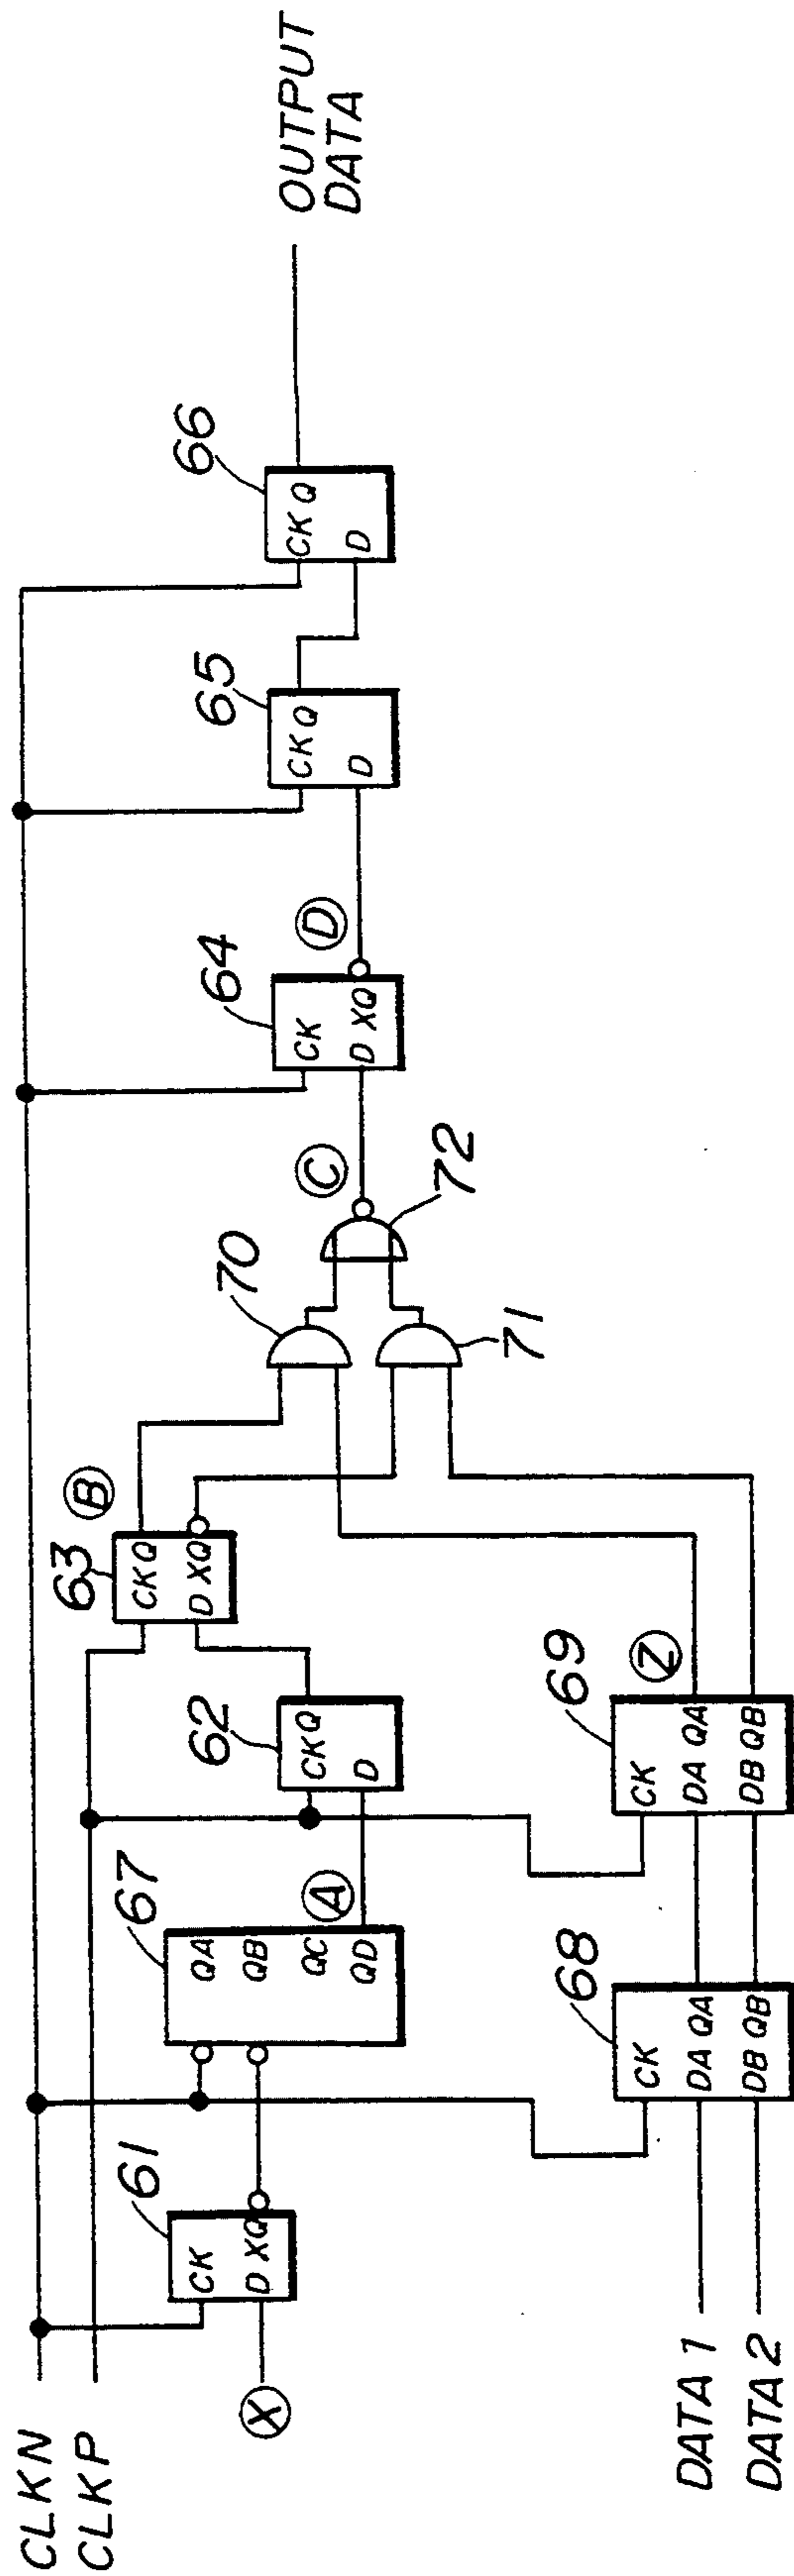 CLKN
CLKP
X
61
CK
D XQ
67
QA
QB
QC
QD
A
62
CK Q
D
63
CK Q
D XQ
B
68
CK
DA QA
DB QB
69
CK
DA QA
DB QB
Z
DATA 1
DATA 2
70
71
72
C
64
CK
D XQ
D
65
CK Q
D
66
CK Q
D
OUTPUT
DATA